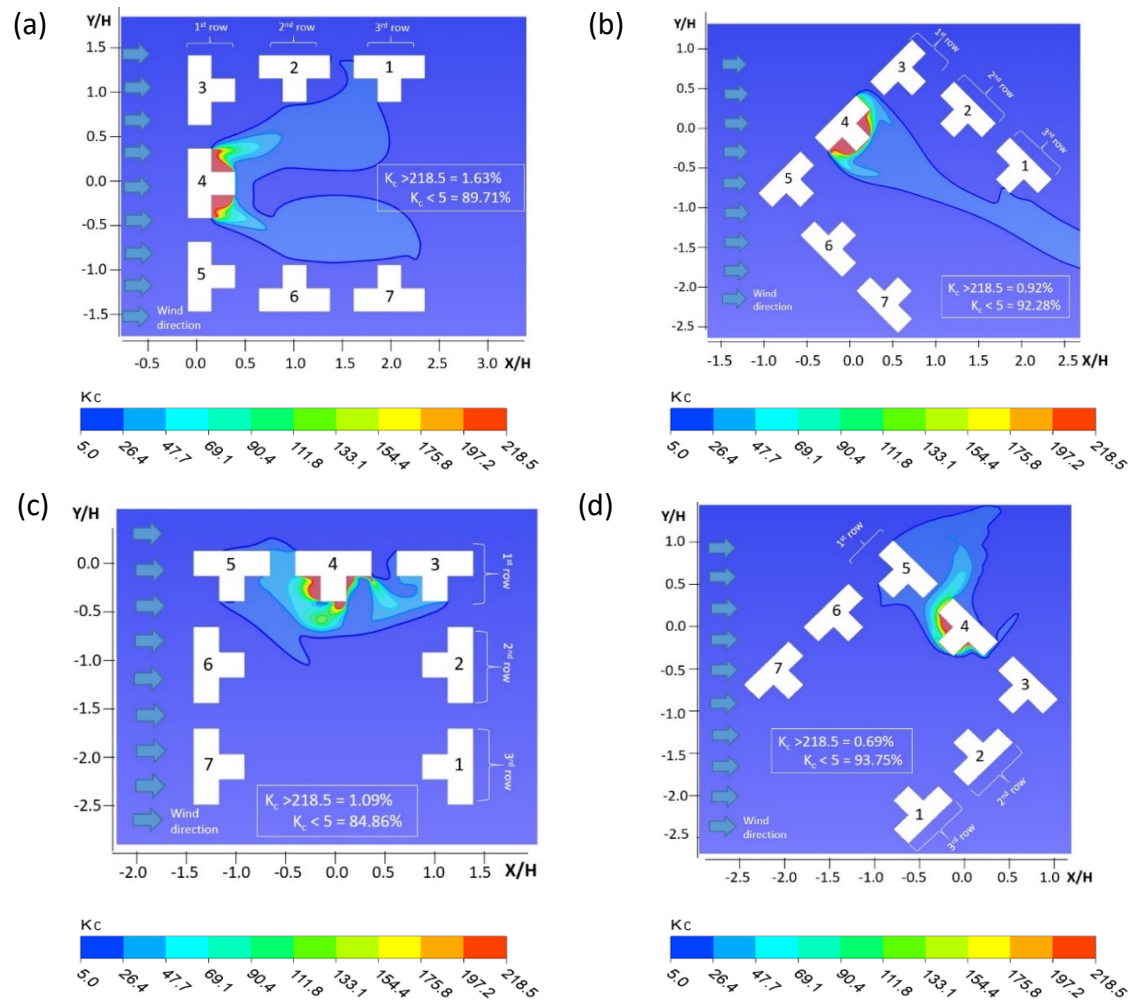 (a)
Y/H
1st row
2nd row
3rd row
1.5
1.0
0.5
0.0
-0.5
-1.0
-1.5
3
2
1
4
5
6
7
Kc >218.5 = 1.63%
Kc < 5 = 89.71%
Wind
direction
-0.5 0.0 0.5 1.0 1.5 2.0 2.5 3.0 X/H
Kc
5.0 26.4 47.7 69.1 90.4 111.8 133.1 154.4 175.8 197.2 218.5
(b)
Y/H
1st row
2nd row
3rd row
1.0
0.5
0.0
-0.5
-1.0
-1.5
-2.0
-2.5
3
4
2
1
5
6
7
Kc >218.5 = 0.92%
Kc < 5 = 92.28%
Wind
direction
-1.5 -1.0 -0.5 0.0 0.5 1.0 1.5 2.0 2.5 X/H
Kc
5.0 26.4 47.7 69.1 90.4 111.8 133.1 154.4 175.8 197.2 218.5
(c)
Y/H
0.0
-0.5
-1.0
-1.5
-2.0
-2.5
5
4
3
1st row
6
2
2nd row
7
1
3rd row
Kc >218.5 = 1.09%
Kc < 5 = 84.86%
Wind
direction
-2.0 -1.5 -1.0 -0.5 0.0 0.5 1.0 1.5 X/H
Kc
5.0 26.4 47.7 69.1 90.4 111.8 133.1 154.4 175.8 197.2 218.5
(d)
Y/H
1.0
0.5
0.0
-0.5
-1.0
-1.5
-2.0
-2.5
1st row
5
6
4
7
3
2
2nd row
1
3rd row
Kc >218.5 = 0.69%
Kc < 5 = 93.75%
Wind
direction
-2.5 -2.0 -1.5 -1.0 -0.5 0.0 0.5 1.0 X/H
Kc
5.0 26.4 47.7 69.1 90.4 111.8 133.1 154.4 175.8 197.2 218.5